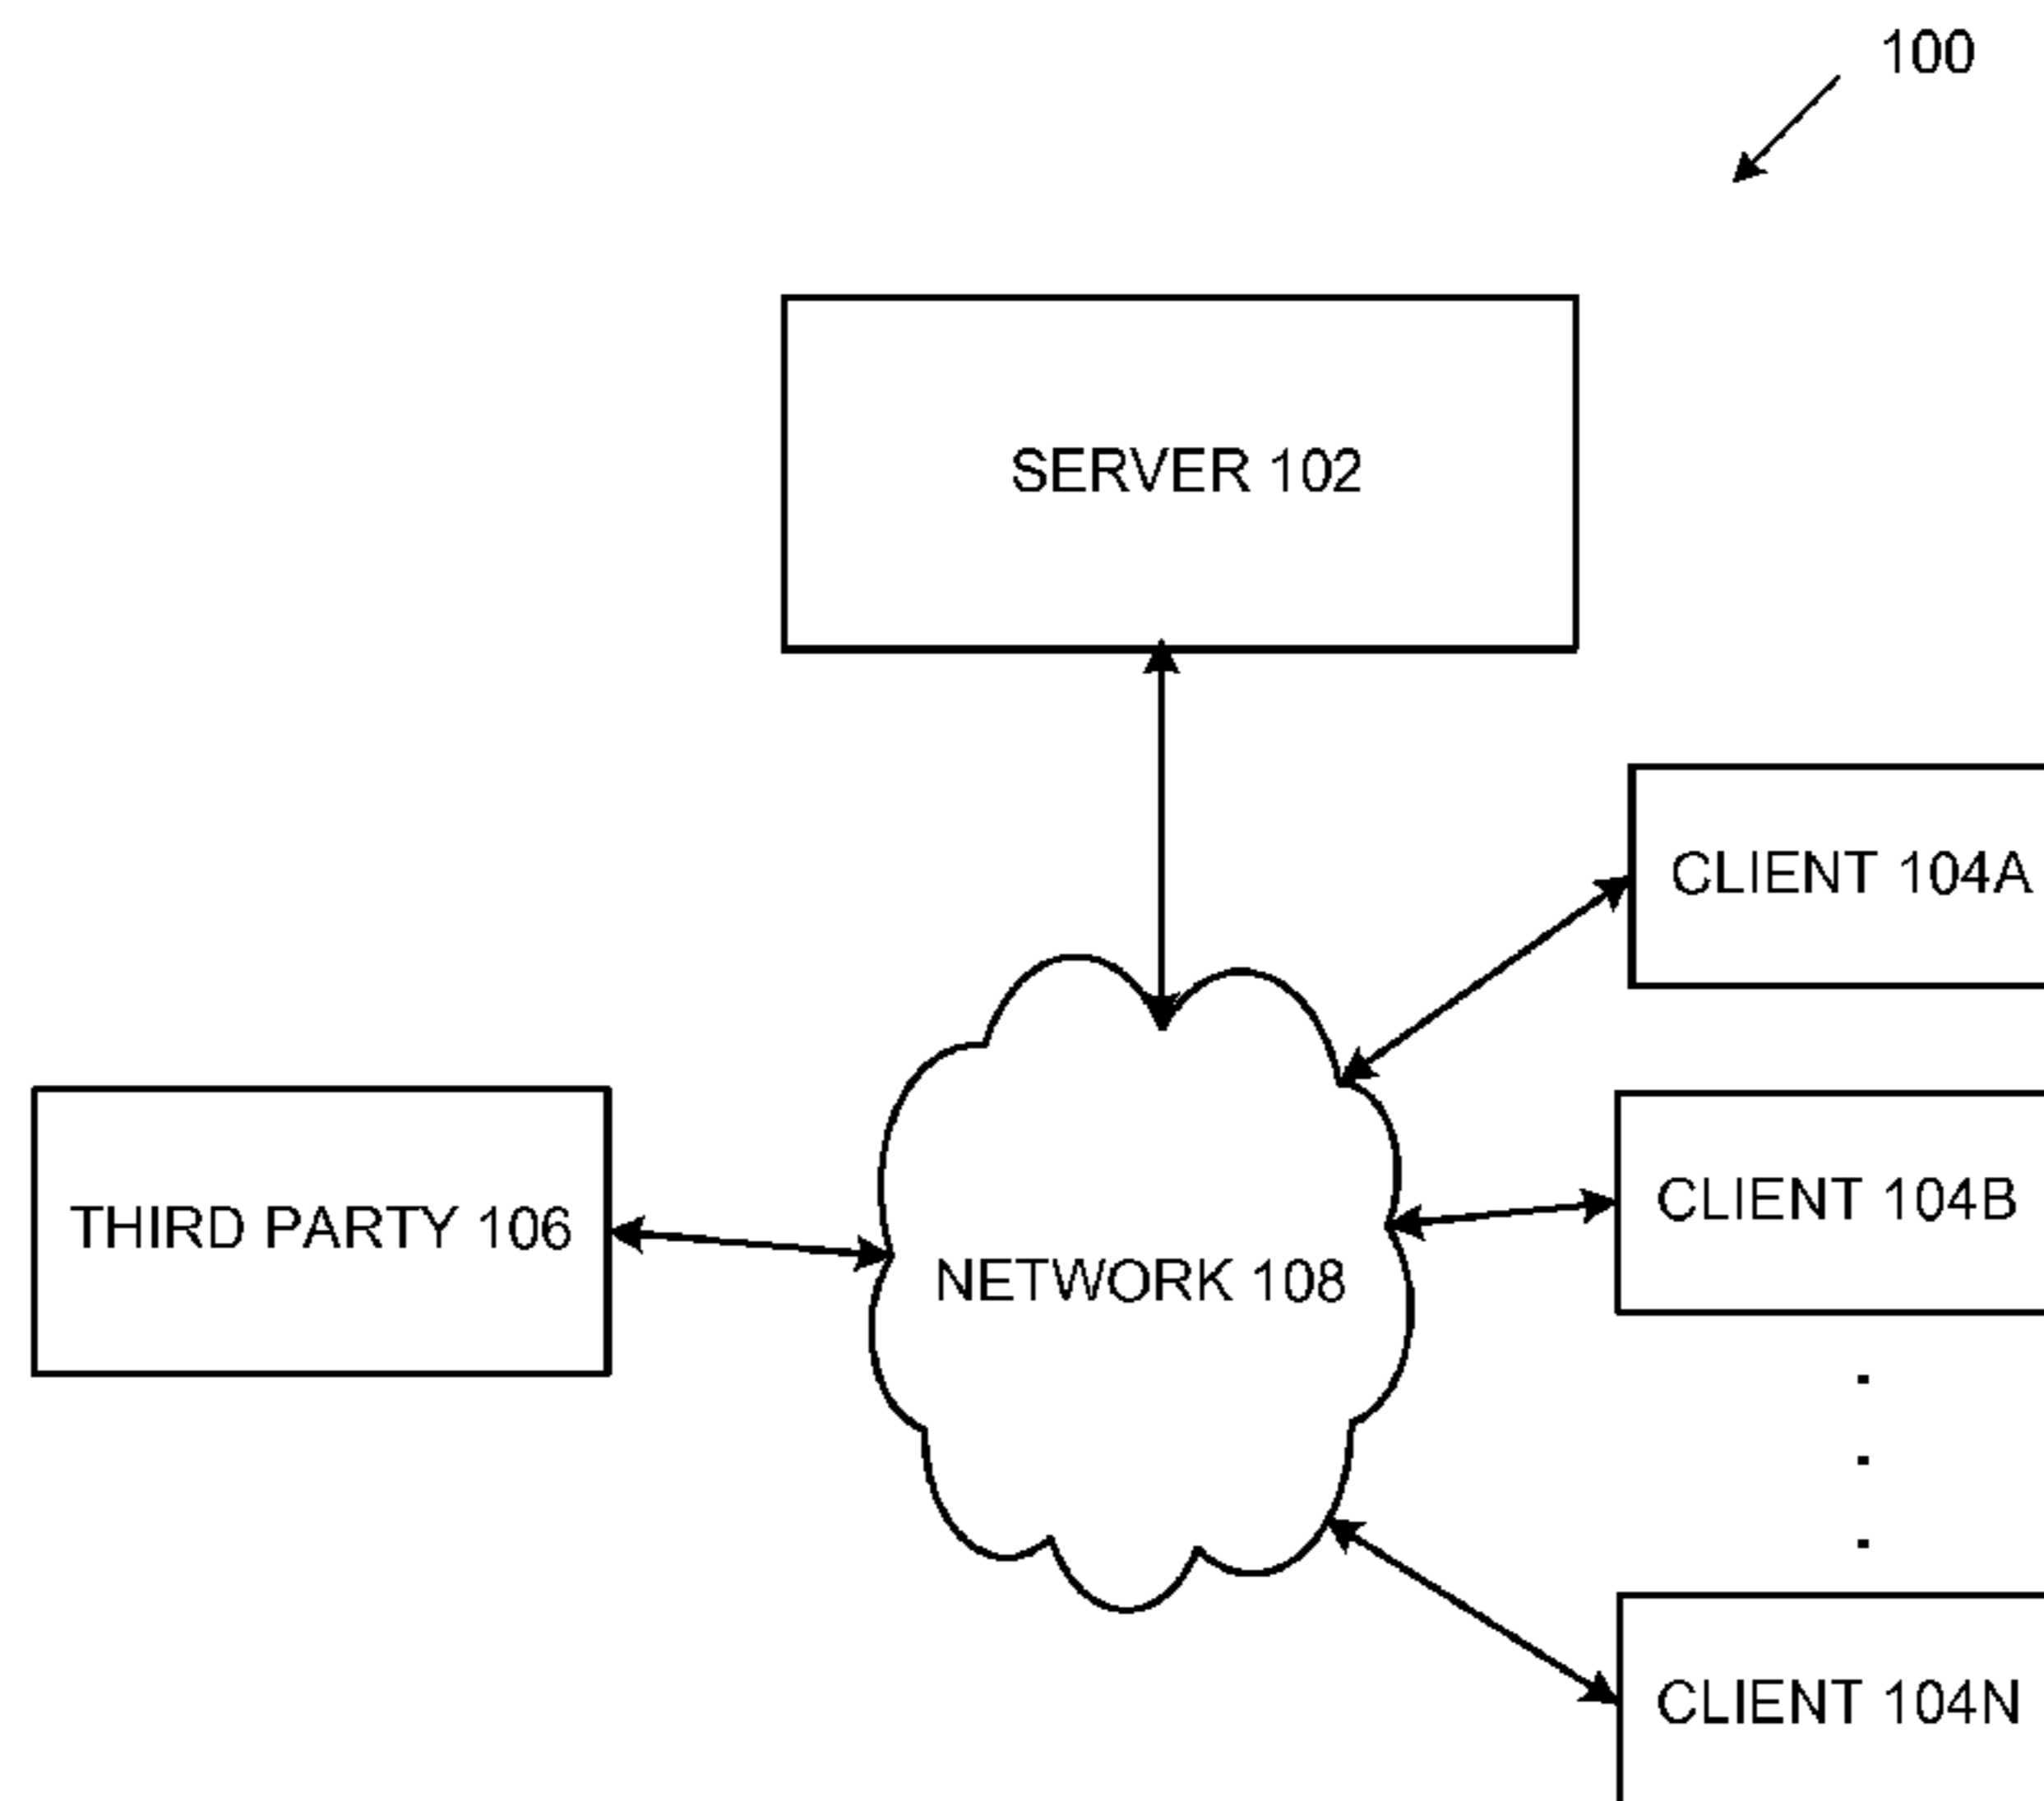 100
SERVER 102
CLIENT 104A
THIRD PARTY 106
CLIENT 104B
NETWORK 108
CLIENT 104N